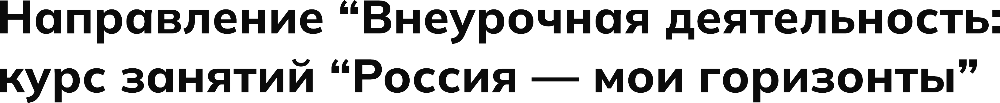 Направление “Внеурочная деятельность:
курс занятий “Россия — мои горизонты”